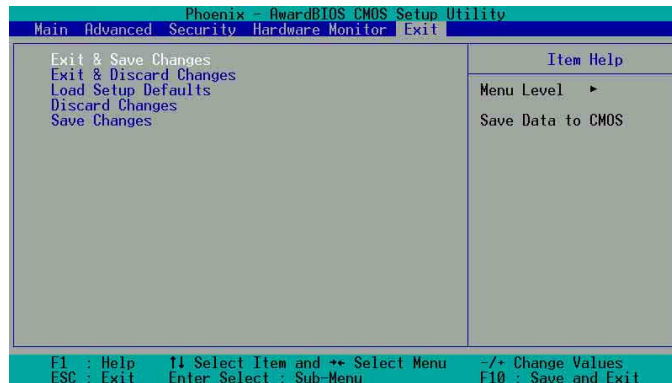 Phoenix - AwardBIOS CMOS Setup Utility
Main Advanced Security Hardware Monitor Exit
Exit & Save Changes
Exit & Discard Changes
Load Setup Defaults
Discard Changes
Save Changes
Item Help
Menu Level ►
Save Data to CMOS
F1 : Help ↑↓ Select Item and →← Select Menu -/+ Change Values
ESC : Exit Enter Select : Sub-Menu F10 : Save and Exit